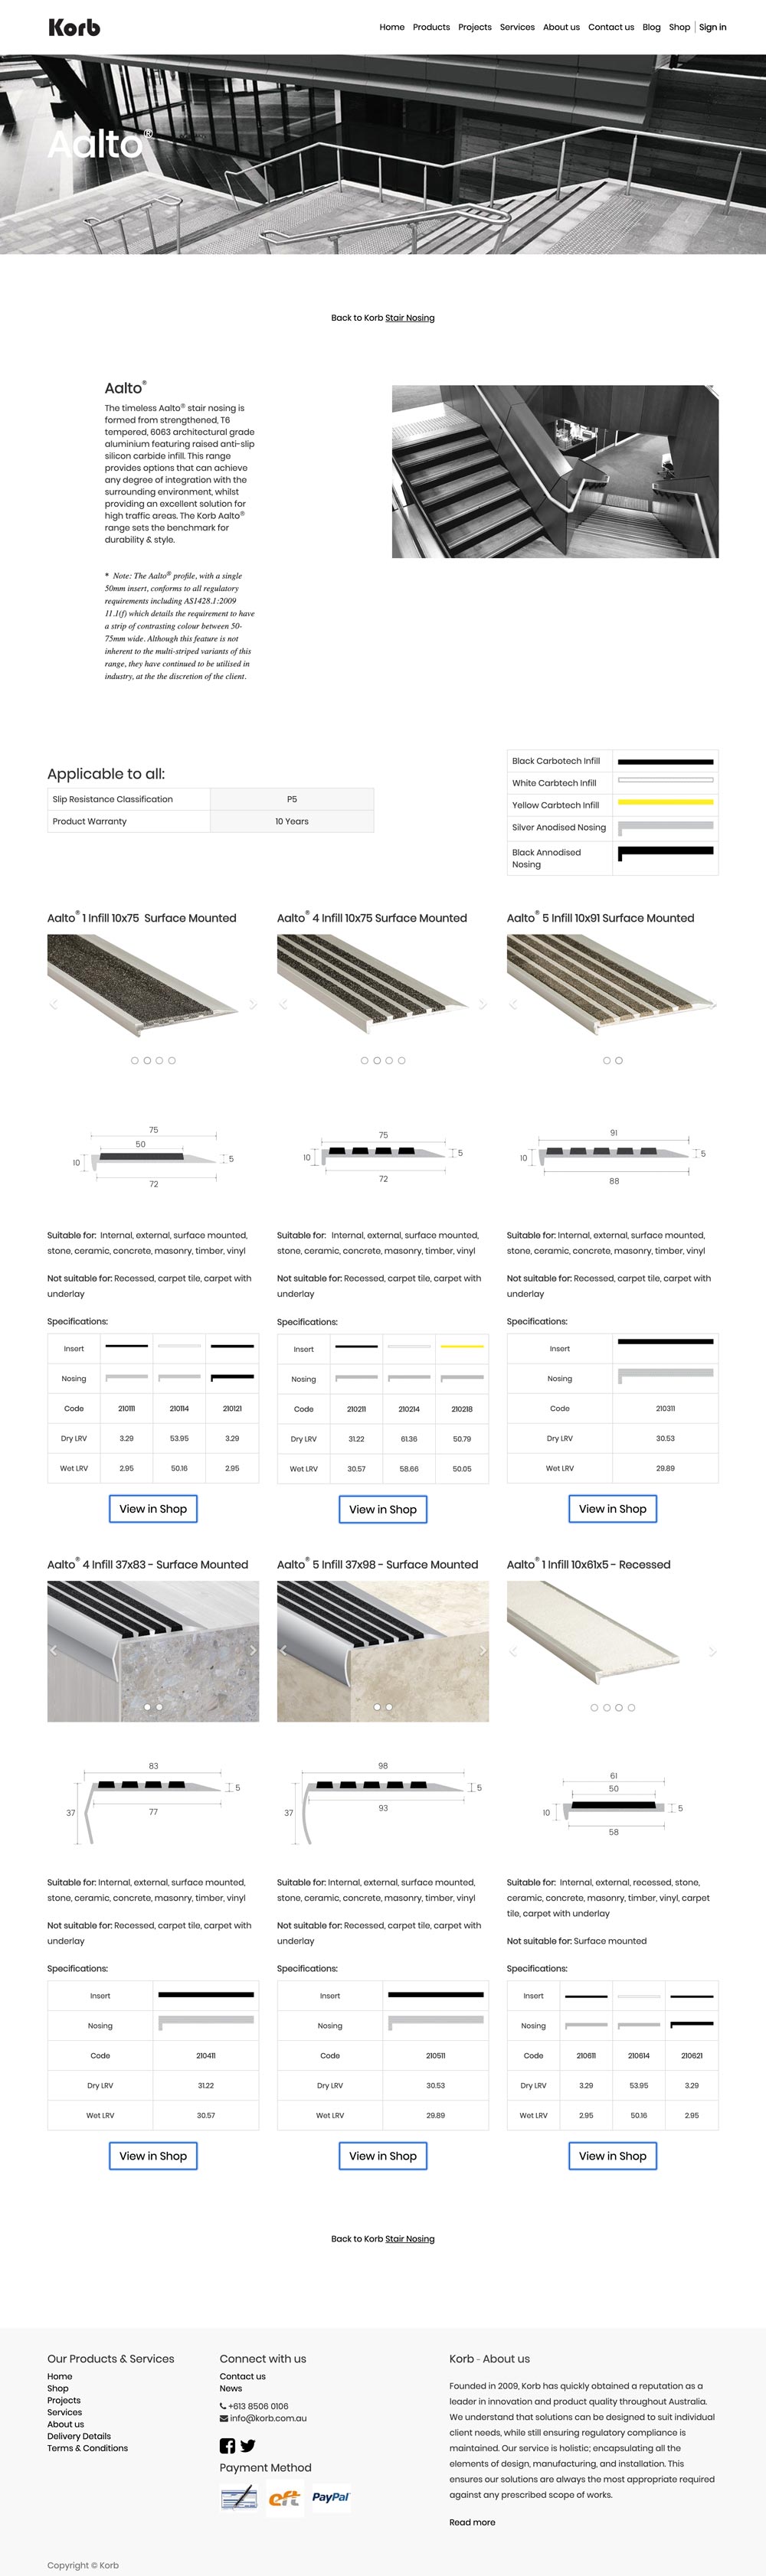 Korb
Home Products Projects Services About us Contact us Blog Shop Sign in
Aalto®
Back to Korb Stair Nosing
Aalto®
The timeless Aalto® stair nosing is
formed from strengthened, T6
tempered, 6063 architectural grade
aluminium featuring raised anti-slip
silicon carbide infill. This range
provides options that can achieve
any degree of integration with the
surrounding environment, whilst
providing an excellent solution for
high traffic areas. The Korb Aalto®
range sets the benchmark for
durability & style.
* Note: The Aalto® profile, with a single
50mm insert, conforms to all regulatory
requirements including AS1428.1:2009
11.1(f) which details the requirement to have
a strip of contrasting colour between 50-
75mm wide. Although this feature is not
inherent to the multi-striped variants of this
range, they have continued to be utilised in
industry, at the the discretion of the client.
Applicable to all:
Slip Resistance Classification P5
Product Warranty 10 Years
Black Carbotech Infill
White Carbtech Infill
Yellow Carbtech Infill
Silver Anodised Nosing
Black Annodised
Nosing
Aalto® 1 Infill 10x75 Surface Mounted
75
50
10
5
72
Suitable for: Internal, external, surface mounted,
stone, ceramic, concrete, masonry, timber, vinyl
Not suitable for: Recessed, carpet tile, carpet with
underlay
Specifications:
Insert
Nosing
Code 210111 210114 210121
Dry LRV 3.29 53.95 3.29
Wet LRV 2.95 50.16 2.95
View in Shop
Aalto® 4 Infill 10x75 Surface Mounted
75
10
5
72
Suitable for: Internal, external, surface mounted,
stone, ceramic, concrete, masonry, timber, vinyl
Not suitable for: Recessed, carpet tile, carpet with
underlay
Specifications:
Insert
Nosing
Code 210211 210214 210218
Dry LRV 31.22 61.36 50.79
Wet LRV 30.57 58.66 50.05
View in Shop
Aalto® 5 Infill 10x91 Surface Mounted
91
10
5
88
Suitable for: Internal, external, surface mounted,
stone, ceramic, concrete, masonry, timber, vinyl
Not suitable for: Recessed, carpet tile, carpet with
underlay
Specifications:
Insert
Nosing
Code 210311
Dry LRV 30.53
Wet LRV 29.89
View in Shop
Aalto® 4 Infill 37x83 - Surface Mounted
83
5
37
77
Suitable for: Internal, external, surface mounted,
stone, ceramic, concrete, masonry, timber, vinyl
Not suitable for: Recessed, carpet tile, carpet with
underlay
Specifications:
Insert
Nosing
Code 210411
Dry LRV 31.22
Wet LRV 30.57
View in Shop
Aalto® 5 Infill 37x98 - Surface Mounted
98
5
37
93
Suitable for: Internal, external, surface mounted,
stone, ceramic, concrete, masonry, timber, vinyl
Not suitable for: Recessed, carpet tile, carpet with
underlay
Specifications:
Insert
Nosing
Code 210511
Dry LRV 30.53
Wet LRV 29.89
View in Shop
Aalto® 1 Infill 10x61x5 - Recessed
61
50
10
5
58
Suitable for: Internal, external, recessed, stone,
ceramic, concrete, masonry, timber, vinyl, carpet
tile, carpet with underlay
Not suitable for: Surface mounted
Specifications:
Insert
Nosing
Code 210611 210614 210621
Dry LRV 3.29 53.95 3.29
Wet LRV 2.95 50.16 2.95
View in Shop
Back to Korb Stair Nosing
Our Products & Services
Home
Shop
Projects
Services
About us
Delivery Details
Terms & Conditions
Connect with us
Contact us
News
+613 8506 0106
info@korb.com.au
Payment Method
eft
PayPal
Korb - About us
Founded in 2009, Korb has quickly obtained a reputation as a
leader in innovation and product quality throughout Australia.
We understand that solutions can be designed to suit individual
client needs, while still ensuring regulatory compliance is
maintained. Our service is holistic; encapsulating all the
elements of design, manufacturing, and installation. This
ensures our solutions are always the most appropriate required
against any prescribed scope of works.
Read more
Copyright © Korb